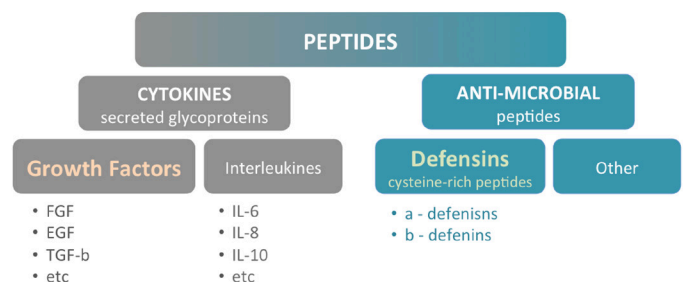 PEPTIDES
CYTOKINES
secreted glycoproteins
ANTI-MICROBIAL
peptides
Growth Factors
Interleukines
Defensins
cysteine-rich peptides
Other
• FGF
• EGF
• TGF-b
• etc
• IL-6
• IL-8
• IL-10
• etc
• a - defenisns
• b - defenins